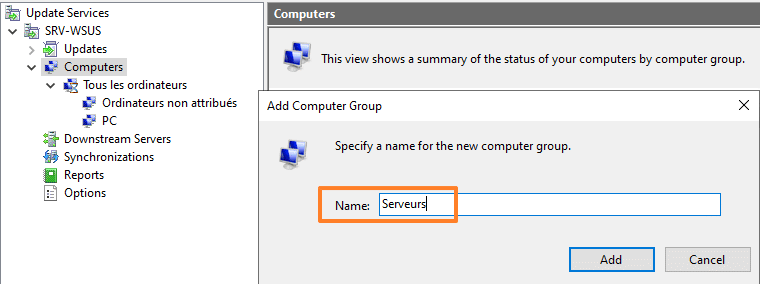 Update Services
SRV-WSUS
Updates
Computers
Tous les ordinateurs
Ordinateurs non attribués
PC
Downstream Servers
Synchronizations
Reports
Options
Computers
This view shows a summary of the status of your computers by computer group.
Add Computer Group
Specify a name for the new computer group.
Name: Serveurs
Add Cancel